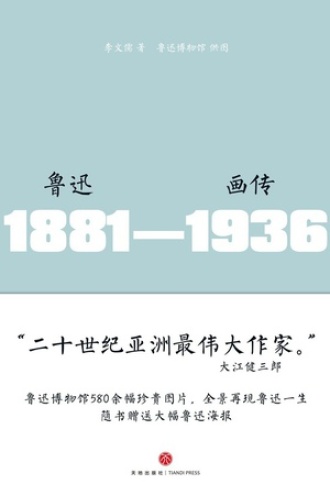 秦文儒 著 鲁迅博物馆 供图
鲁迅 画传
1881—1936
“二十世纪亚洲最伟大作家。”
大江健三郎
鲁迅博物馆580余幅珍贵图片，全景再现鲁迅一生
随书赠送大幅鲁迅海报
天地出版社 | TIANDI PRESS